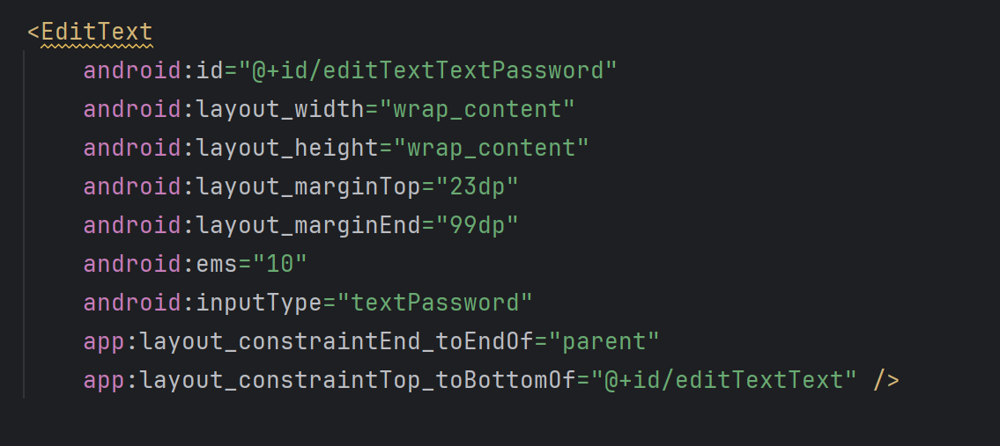 <EditText
android:id="@+id/editTextTextPassword"
android:layout_width="wrap_content"
android:layout_height="wrap_content"
android:layout_marginTop="23dp"
android:layout_marginEnd="99dp"
android:ems="10"
android:inputType="textPassword"
app:layout_constraintEnd_toEndOf="parent"
app:layout_constraintTop_toBottomOf="@+id/editTextText" />